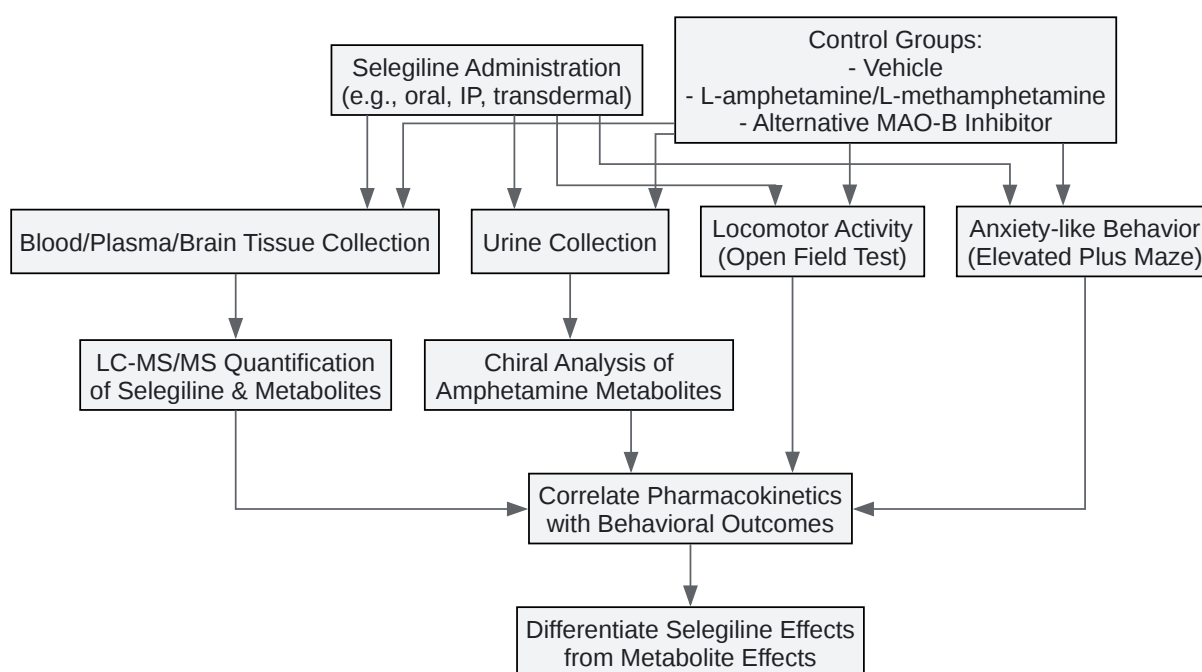 Selegiline Administration
(e.g., oral, IP, transdermal)
Control Groups:
- Vehicle
- L-amphetamine/L-methamphetamine
- Alternative MAO-B Inhibitor
Blood/Plasma/Brain Tissue Collection
Urine Collection
Locomotor Activity
(Open Field Test)
Anxiety-like Behavior
(Elevated Plus Maze)
LC-MS/MS Quantification
of Selegiline & Metabolites
Chiral Analysis of
Amphetamine Metabolites
Correlate Pharmacokinetics
with Behavioral Outcomes
Differentiate Selegiline Effects
from Metabolite Effects